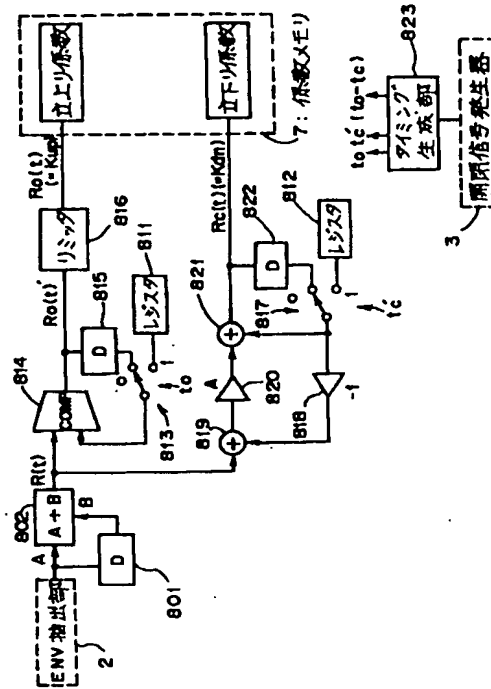 ENV抽出部
2
A
802
A + B
B
D
801
R(t)
814
COMP
Ro(t)'
D
815
0
1
813
to
レジスタ
811
リミッタ
816
Ro(t)
(=Kup)
立上り係数
立下り係数
7:係数メモリ
819
+
A
820
821
+
Rc(t)(=Kdn)
D
822
817
0
1
レジスタ
812
t'c
818
-1
to t'c (to-tc)
タイミング
生成部
823
開閉信号発生器
3